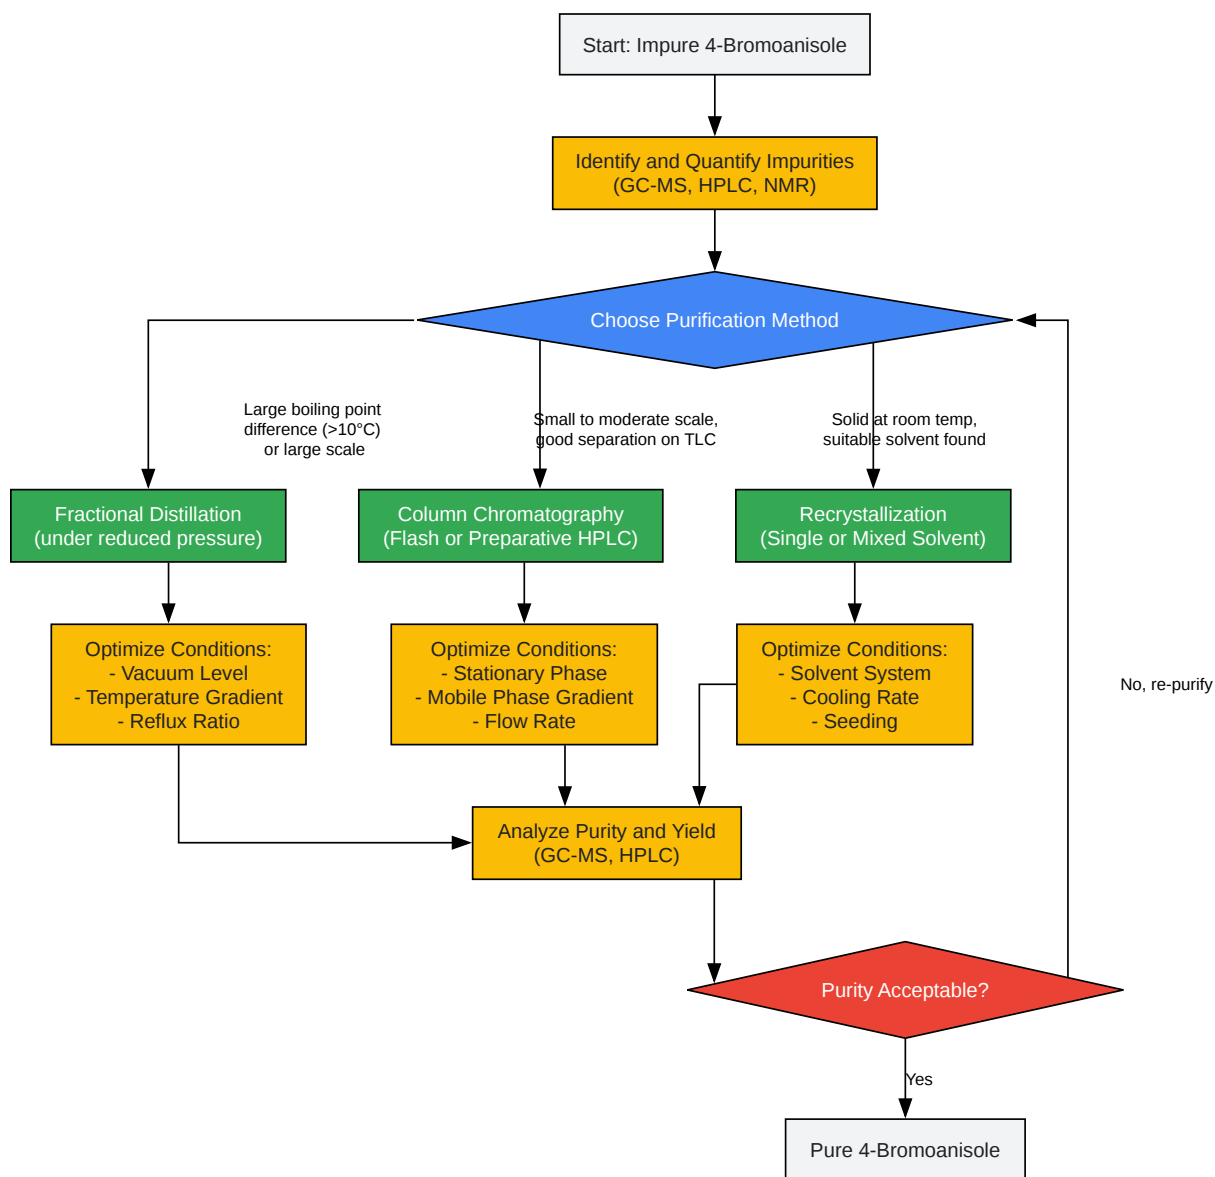 Start: Impure 4-Bromoanisole
Identify and Quantify Impurities
(GC-MS, HPLC, NMR)
Choose Purification Method
Large boiling point
difference (>10°C)
or large scale
Small to moderate scale,
good separation on TLC
Solid at room temp,
suitable solvent found
Fractional Distillation
(under reduced pressure)
Column Chromatography
(Flash or Preparative HPLC)
Recrystallization
(Single or Mixed Solvent)
Optimize Conditions:
- Vacuum Level
- Temperature Gradient
- Reflux Ratio
Optimize Conditions:
- Stationary Phase
- Mobile Phase Gradient
- Flow Rate
Optimize Conditions:
- Solvent System
- Cooling Rate
- Seeding
No, re-purify
Analyze Purity and Yield
(GC-MS, HPLC)
Purity Acceptable?
Yes
Pure 4-Bromoanisole